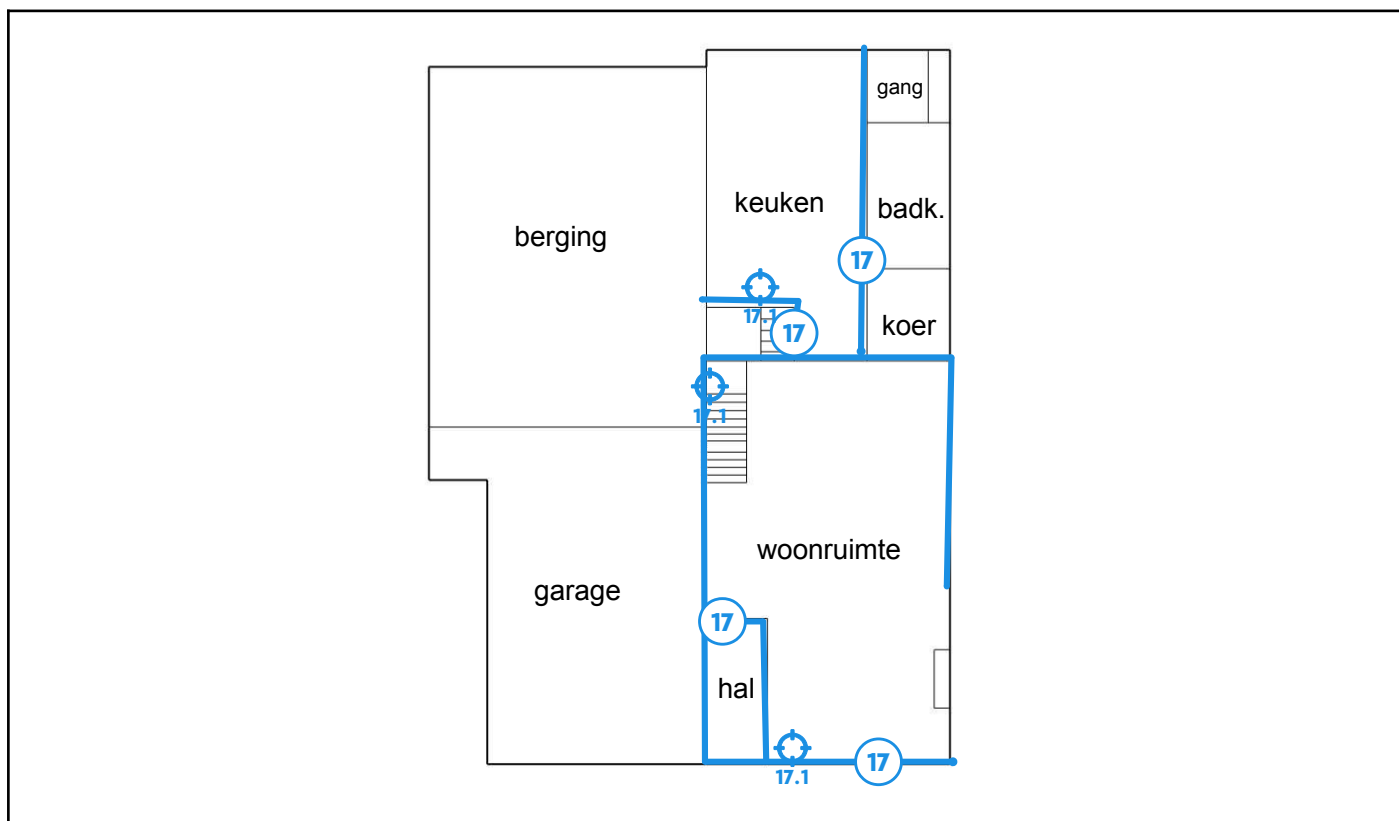 gang
keuken
badk.
berging
17
17.1
17
koer
17.1
woonruimte
garage
17
hal
17
17.1